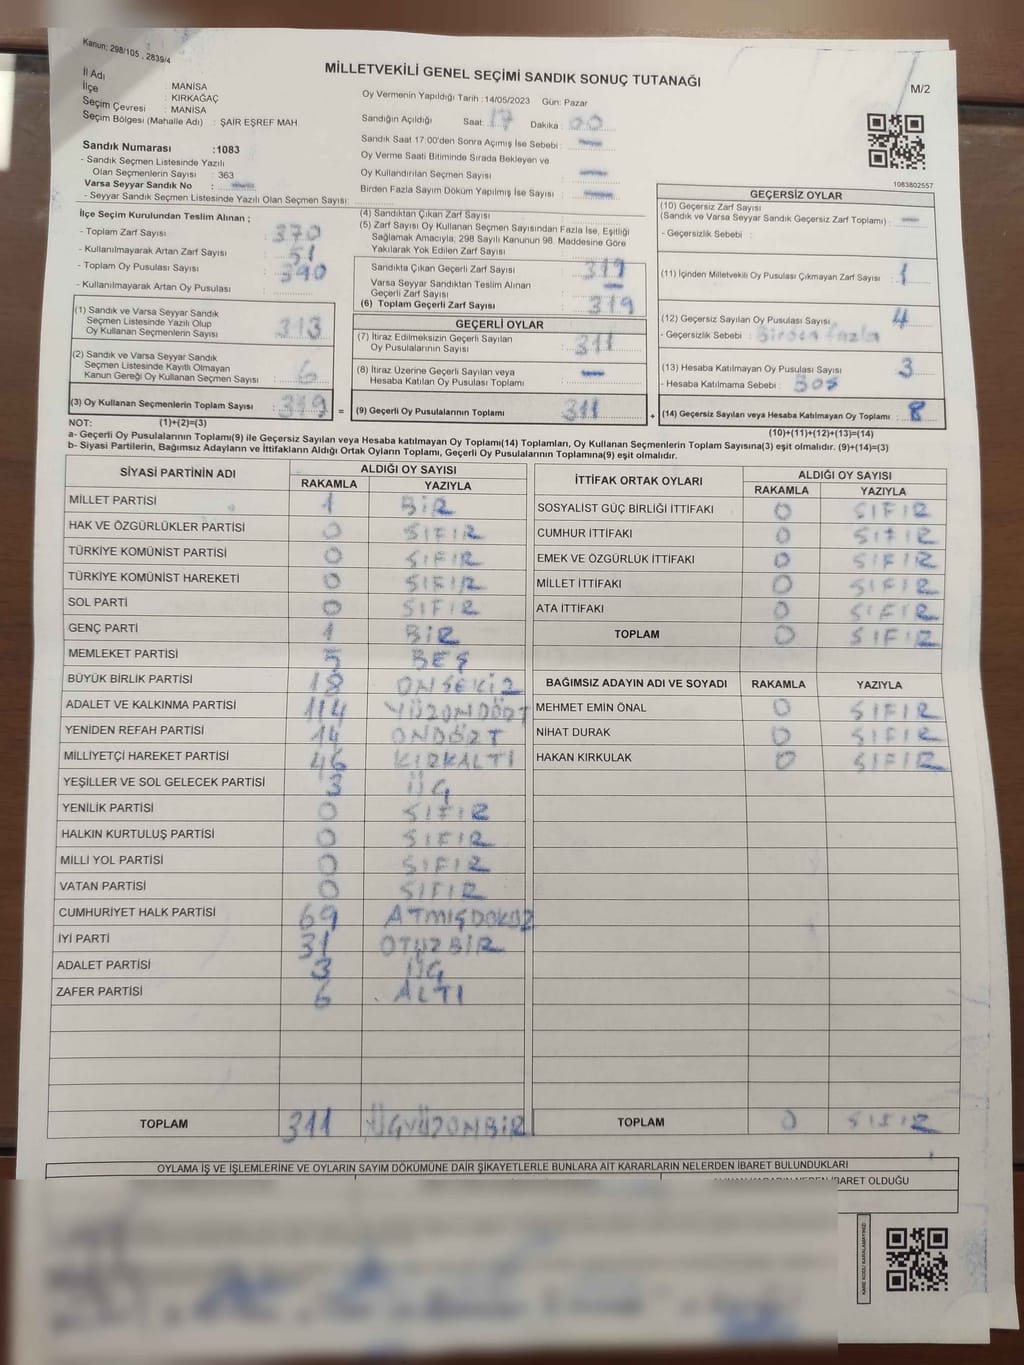 Kanun: 298/105 , 2839/4
MİLLETVEKİLİ GENEL SEÇİMİ SANDIK SONUÇ TUTANAĞI
M/2
İl Adı : MANİSA
İlçe : KIRKAĞAÇ
Seçim Çevresi : MANİSA
Seçim Bölgesi (Mahalle Adı) : ŞAİR EŞREF MAH.
Oy Vermenin Yapıldığı Tarih : 14/05/2023 Gün: Pazar
Sandığın Açıldığı Saat: 17 Dakika : 00
Sandık Saat 17:00'den Sonra Açımış İse Sebebi : —
Oy Verme Saati Bitiminde Sırada Bekleyen ve
Oy Kullandırılan Seçmen Sayısı : —
Birden Fazla Sayım Döküm Yapılmış İse Sayısı : —
Sandık Numarası :1083
- Sandık Seçmen Listesinde Yazılı
Olan Seçmenlerin Sayısı : 363
Varsa Seyyar Sandık No : —
- Seyyar Sandık Seçmen Listesinde Yazılı Olan Seçmen Sayısı:
1083802557
İlçe Seçim Kurulundan Teslim Alınan ;
- Toplam Zarf Sayısı : 370
- Kullanılmayarak Artan Zarf Sayısı : 51
- Toplam Oy Pusulası Sayısı : 390
- Kullanılmayarak Artan Oy Pusulası :
(1) Sandık ve Varsa Seyyar Sandık
Seçmen Listesinde Yazılı Olup
Oy Kullanan Seçmenlerin Sayısı : 313
(2) Sandık ve Varsa Seyyar Sandık
Seçmen Listesinde Kayıtlı Olmayan
Kanun Gereği Oy Kullanan Seçmen Sayısı : 6
(3) Oy Kullanan Seçmenlerin Toplam Sayısı : 319 =
(4) Sandıktan Çıkan Zarf Sayısı :
(5) Zarf Sayısı Oy Kullanan Seçmen Sayısından Fazla İse, Eşitliği
Sağlamak Amacıyla, 298 Sayılı Kanunun 98. Maddesine Göre
Yakılarak Yok Edilen Zarf Sayısı :
Sandıkta Çıkan Geçerli Zarf Sayısı : 319
Varsa Seyyar Sandıktan Teslim Alınan
Geçerli Zarf Sayısı : —
(6) Toplam Geçerli Zarf Sayısı : 319
GEÇERLİ OYLAR
(7) İtiraz Edilmeksizin Geçerli Sayılan
Oy Pusulalarının Sayısı : 311
(8) İtiraz Üzerine Geçerli Sayılan veya
Hesaba Katılan Oy Pusulası Toplamı : —
(9) Geçerli Oy Pusulalarının Toplamı : 311 +
GEÇERSİZ OYLAR
(10) Geçersiz Zarf Sayısı
(Sandık ve Varsa Seyyar Sandık Geçersiz Zarf Toplamı) : —
- Geçersizlik Sebebi :
(11) İçinden Milletvekili Oy Pusulası Çıkmayan Zarf Sayısı : 1
(12) Geçersiz Sayılan Oy Pusulası Sayısı : 4
- Geçersizlik Sebebi : Birden fazla
(13) Hesaba Katılmayan Oy Pusulası Sayısı : 3
- Hesaba Katılmama Sebebi : Boş
(14) Geçersiz Sayılan veya Hesaba Katılmayan Oy Toplamı : 8
NOT: (1)+(2)=(3)
(10)+(11)+(12)+(13)=(14)
a- Geçerli Oy Pusulalarının Toplamı(9) ile Geçersiz Sayılan veya Hesaba katılmayan Oy Toplamı(14) Toplamları, Oy Kullanan Seçmenlerin Toplam Sayısına(3) eşit olmalıdır. (9)+(14)=(3)
b- Siyasi Partilerin, Bağımsız Adayların ve İttifakların Aldığı Ortak Oyların Toplamı, Geçerli Oy Pusulalarının Toplamına(9) eşit olmalıdır.
SİYASİ PARTİNİN ADI ALDIĞI OY SAYISI
RAKAMLA YAZIYLA
MİLLET PARTİSİ 1 BİR
HAK VE ÖZGÜRLÜKLER PARTİSİ 0 SIFIR
TÜRKİYE KOMÜNİST PARTİSİ 0 SIFIR
TÜRKİYE KOMÜNİST HAREKETİ 0 SIFIR
SOL PARTİ 0 SIFIR
GENÇ PARTİ 1 BİR
MEMLEKET PARTİSİ 5 BEŞ
BÜYÜK BİRLİK PARTİSİ 18 ONSEKİZ
ADALET VE KALKINMA PARTİSİ 114 YÜZONDÖRT
YENİDEN REFAH PARTİSİ 14 ONDÖRT
MİLLİYETÇİ HAREKET PARTİSİ 46 KIRKALTI
YEŞİLLER VE SOL GELECEK PARTİSİ 3 ÜÇ
YENİLİK PARTİSİ 0 SIFIR
HALKIN KURTULUŞ PARTİSİ 0 SIFIR
MİLLİ YOL PARTİSİ 0 SIFIR
VATAN PARTİSİ 0 SIFIR
CUMHURİYET HALK PARTİSİ 69 ATMIŞDOKUZ
İYİ PARTİ 31 OTUZBİR
ADALET PARTİSİ 3 ÜÇ
ZAFER PARTİSİ 6 ALTI
TOPLAM 311 ÜÇYÜZONBİR
İTTİFAK ORTAK OYLARI ALDIĞI OY SAYISI
RAKAMLA YAZIYLA
SOSYALİST GÜÇ BİRLİĞİ İTTİFAKI 0 SIFIR
CUMHUR İTTİFAKI 0 SIFIR
EMEK VE ÖZGÜRLÜK İTTİFAKI 0 SIFIR
MİLLET İTTİFAKI 0 SIFIR
ATA İTTİFAKI 0 SIFIR
TOPLAM 0 SIFIR
BAĞIMSIZ ADAYIN ADI VE SOYADI RAKAMLA YAZIYLA
MEHMET EMİN ÖNAL 0 SIFIR
NİHAT DURAK 0 SIFIR
HAKAN KIRKULAK 0 SIFIR
TOPLAM 0 SIFIR
OYLAMA İŞ VE İŞLEMLERİNE VE OYLARIN SAYIM DÖKÜMÜNE DAİR ŞİKAYETLERLE BUNLARA AİT KARARLARIN NELERDEN İBARET BULUNDUKLARI
İBARET OLDUĞU
KARE KODU KARALAMAYINIZ!